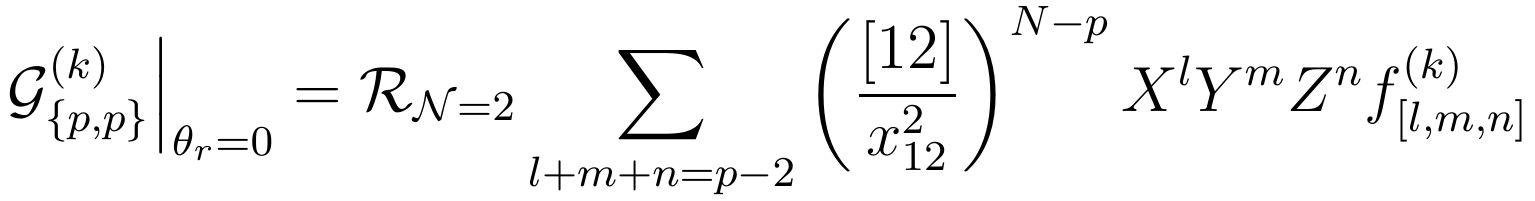 $\mathcal{G}^{(k)}_{\{p,p\}}\Big|_{\theta_r=0} = \mathcal{R}_{\mathcal{N}=2} \sum_{l+m+n=p-2} \left(\frac{[12]}{x_{12}^2}\right)^{N-p} X^l Y^m Z^n f^{(k)}_{[l,m,n]}$